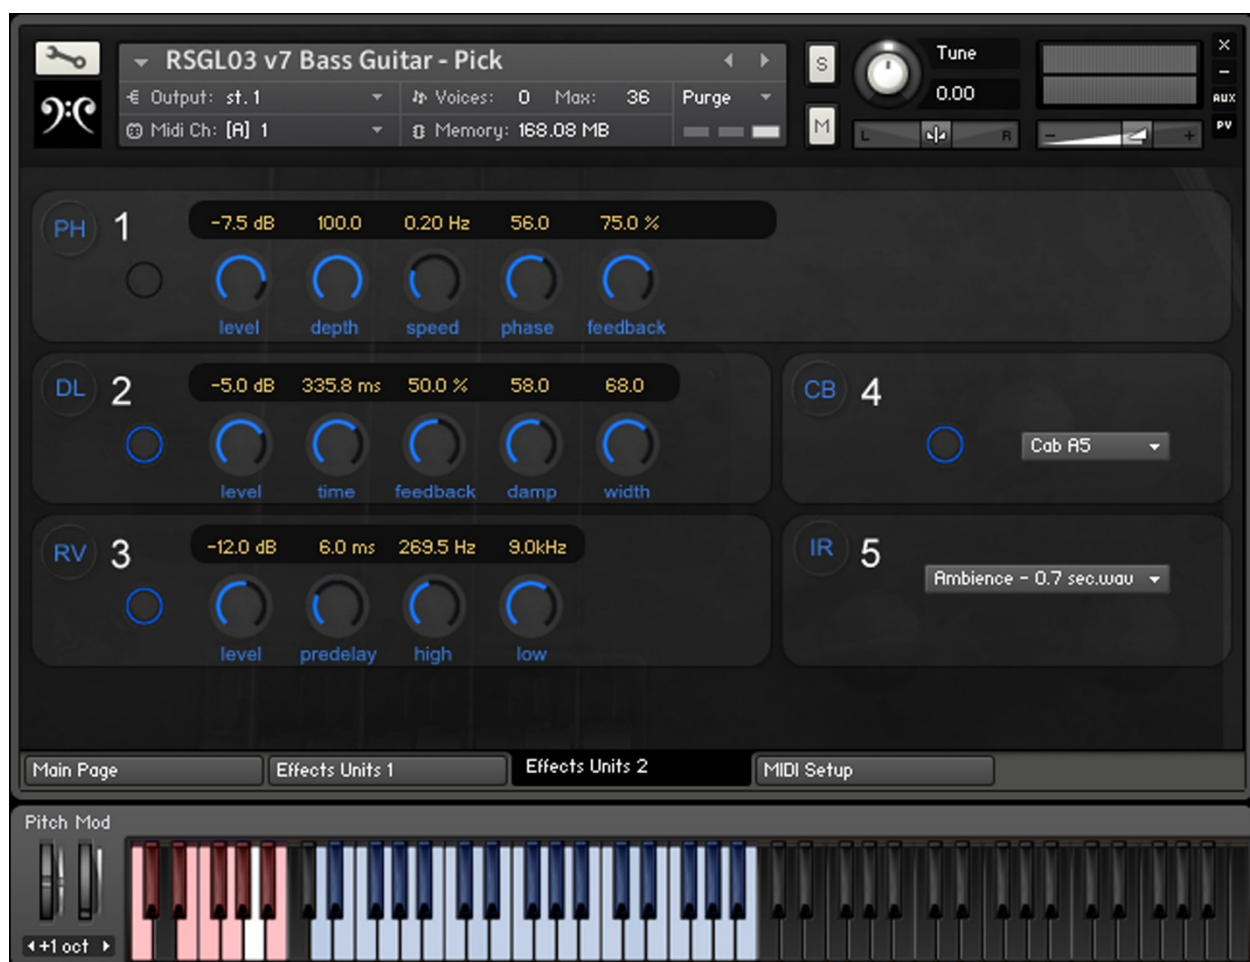 RSGL03 v7 Bass Guitar - Pick
Output: st.1
Voices: 0 Max: 36
Purge
Midi Ch: [A] 1
Memory: 168.08 MB
S
M
Tune
0.00
L
R
-
+
×
-
AUX
PV
PH 1
-7.5 dB 100.0 0.20 Hz 56.0 75.0 %
level depth speed phase feedback
DL 2
-5.0 dB 335.8 ms 50.0 % 58.0 68.0
level time feedback damp width
CB 4
Cab A5
RV 3
-12.0 dB 6.0 ms 269.5 Hz 9.0kHz
level predelay high low
IR 5
Ambience - 0.7 sec.wav
Main Page
Effects Units 1
Effects Units 2
MIDI Setup
Pitch Mod
+1 oct